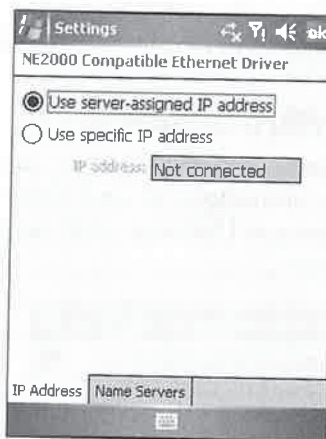 Settings
ok
NE2000 Compatible Ethernet Driver
Use server-assigned IP address
Use specific IP address
IP address: Not connected
IP Address Name Servers